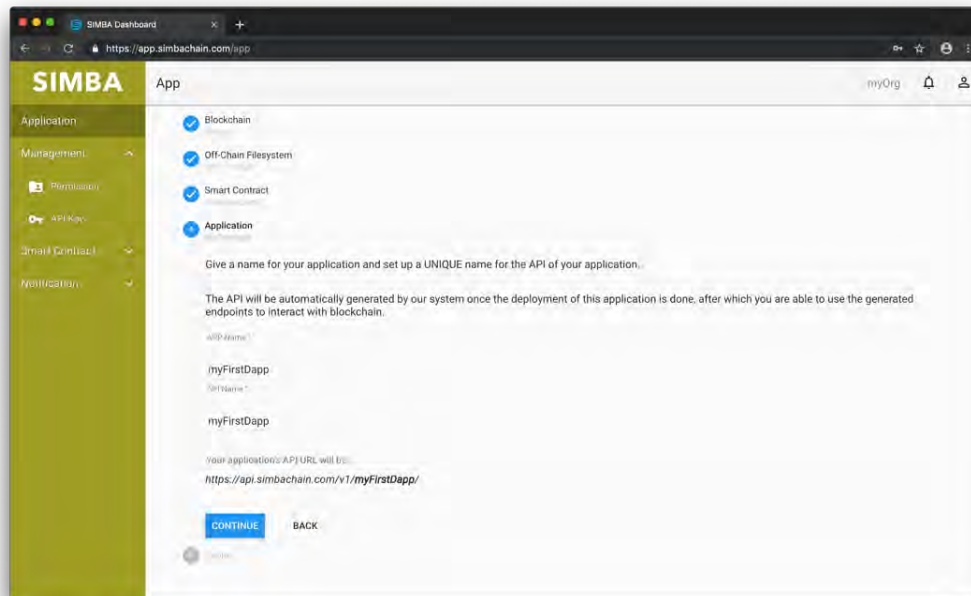 SIMBA Dashboard
https://app.simbachain.com/app
SIMBA
App
myOrg
Application
Management
Permission
API Key
Smart Contract
Notification
Blockchain
Off-Chain Filesystem
Smart Contract
Application
Give a name for your application and set up a UNIQUE name for the API of your application.
The API will be automatically generated by our system once the deployment of this application is done, after which you are able to use the generated
endpoints to interact with blockchain.
APP Name *
myFirstDapp
API Name *
myFirstDapp
Your application's API URL will be:
https://api.simbachain.com/v1/myFirstDapp/
CONTINUE
BACK